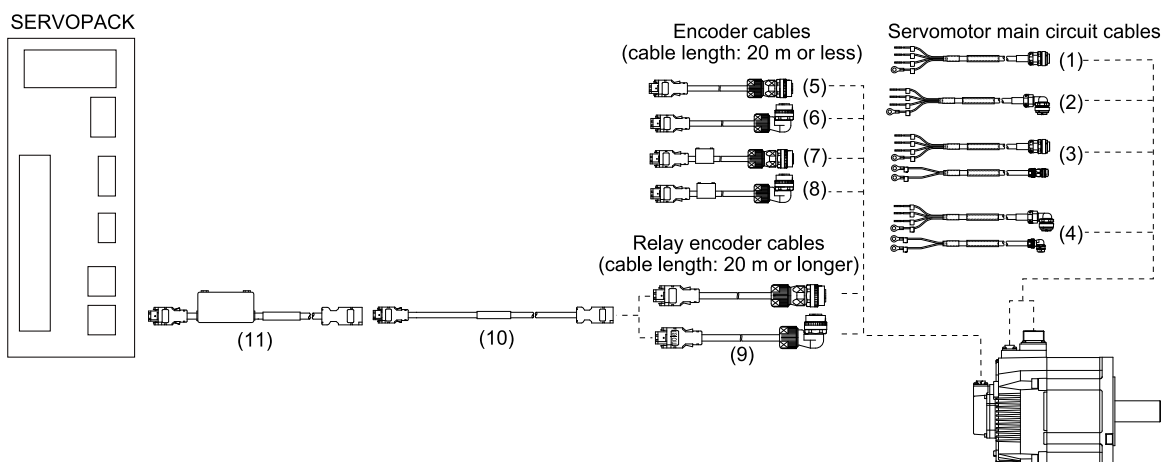 SERVOPACK
Encoder cables
(cable length: 20 m or less)
(5)
(6)
(7)
(8)
Servomotor main circuit cables
(1)
(2)
(3)
(4)
Relay encoder cables
(cable length: 20 m or longer)
(9)
(10)
(11)